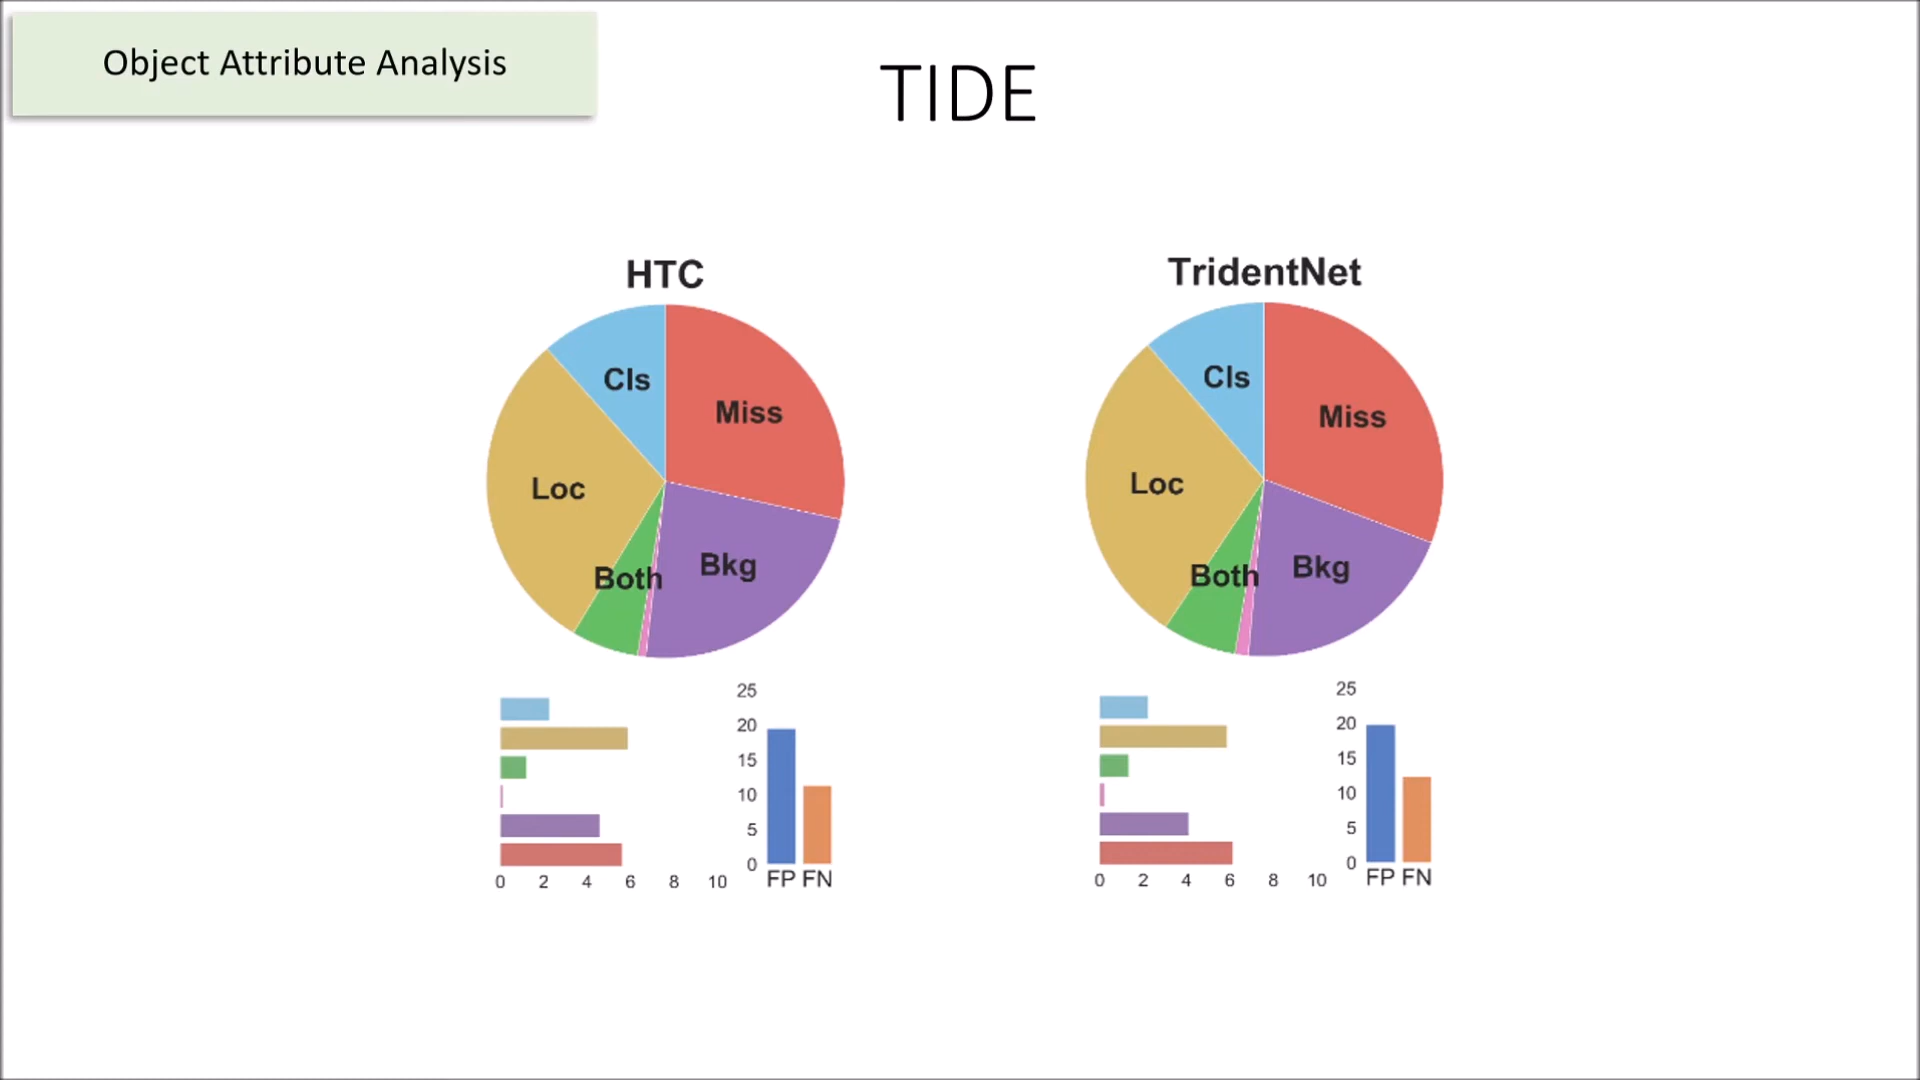 Object Attribute Analysis
TIDE
HTC
Cls
Miss
Loc
Both
Bkg
25
20
15
10
5
0
0 2 4 6 8 10
FP FN
TridentNet
Cls
Miss
Loc
Both
Bkg
25
20
15
10
5
0
0 2 4 6 8 10
FP FN